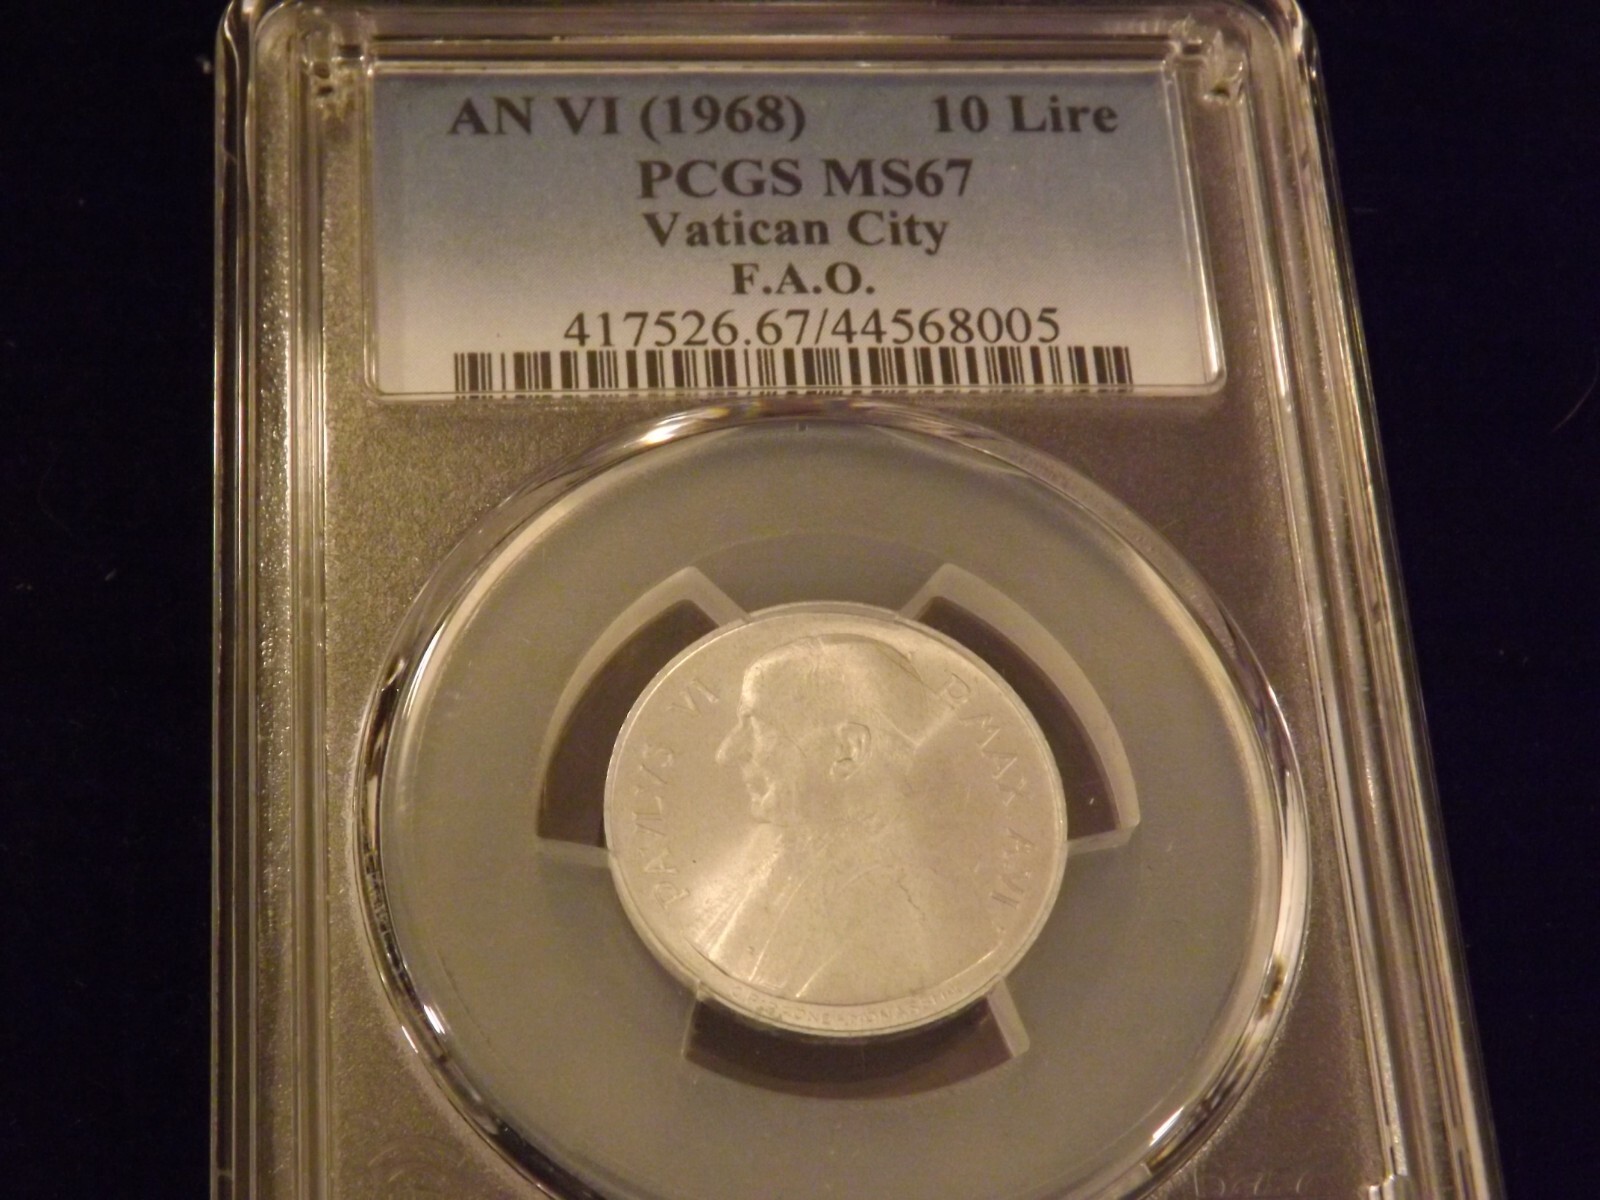 AN VI (1968) 10 Lire
PCGS MS67
Vatican City
F.A.O.
417526.67/44568005
PAVLVS VI P. MAX A. VI